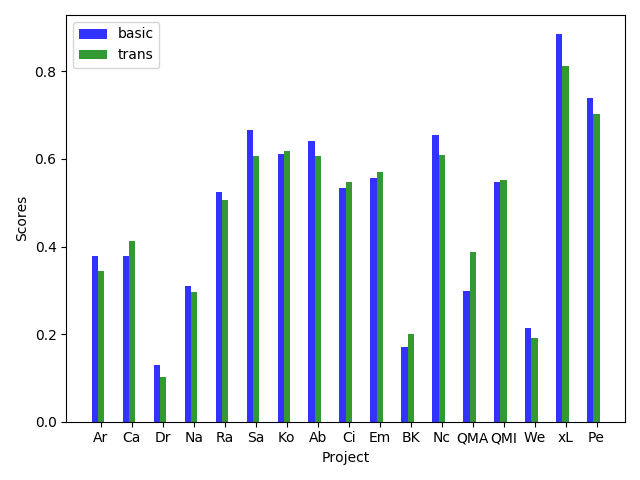 basic
trans
Scores
0.8
0.6
0.4
0.2
0.0
Ar Ca Dr Na Ra Sa Ko Ab Ci Em BK Nc QMA QMI We xL Pe
Project